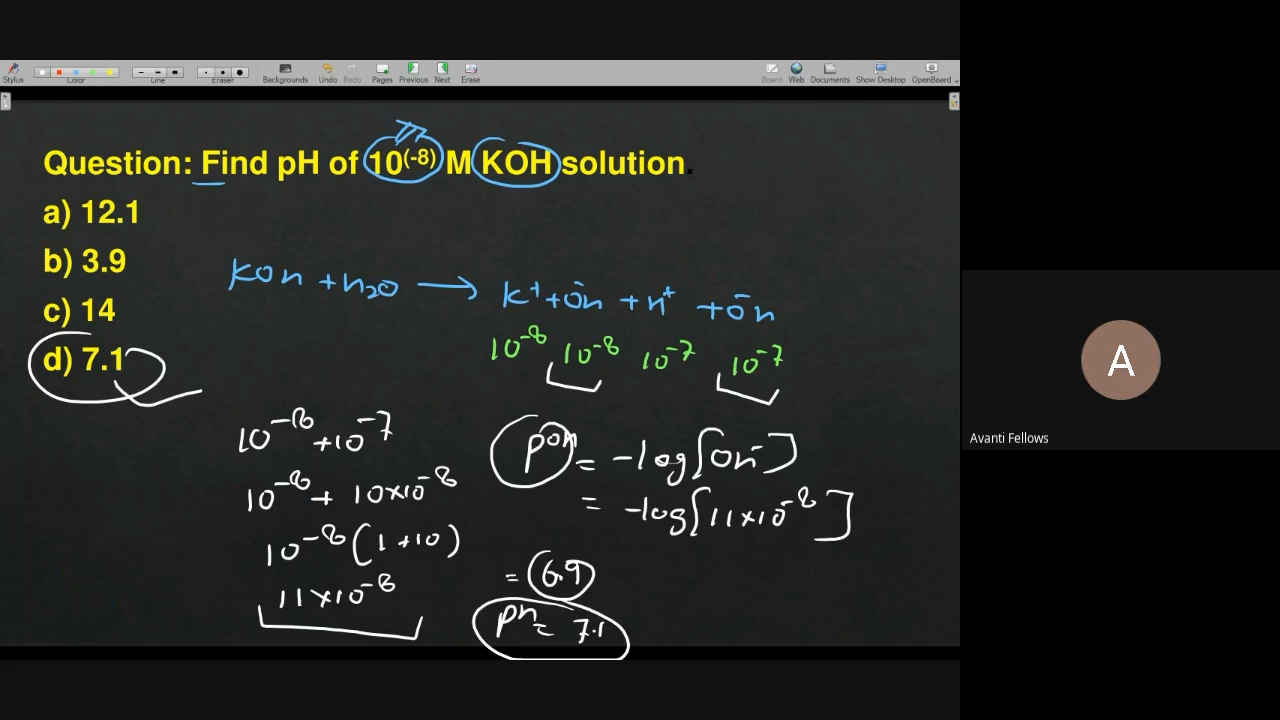 Stylus Color Line Eraser Backgrounds Undo Redo Pages Previous Next Erase Board Web Documents Show Desktop OpenBoard
Question: Find pH of 10(-8) M KOH solution.
a) 12.1
b) 3.9
c) 14
d) 7.1
KOH + H2O → K+ + OH- + H+ + OH-
10-8 10-8 10-7 10-7
10-8 + 10-7
10-8 + 10×10-8
10-8 (1+10)
11×10-8
pOH = -log[OH-]
= -log[11×10-8]
= 6.9
pH = 7.1
A
Avanti Fellows